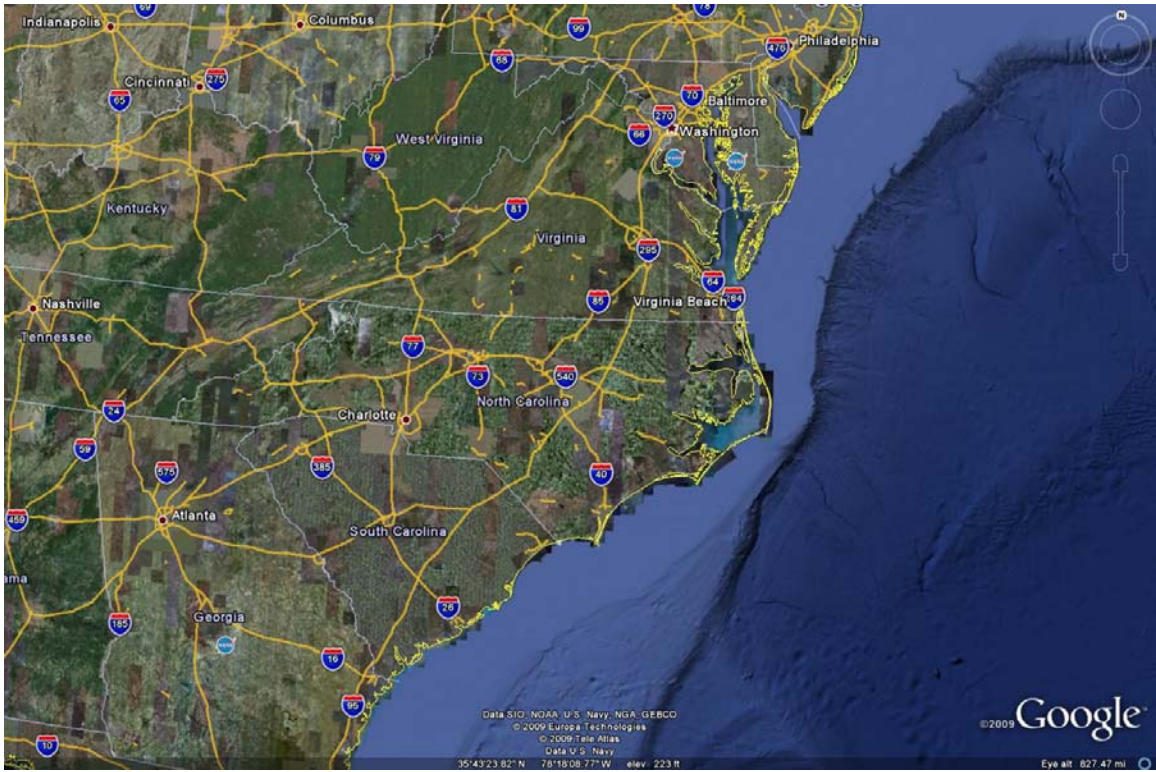 69
Indianapolis
Columbus
99
78
Philadelphia
476
68
Cincinnati
275
65
70
Baltimore
270
Washington
66
West Virginia
79
Kentucky
81
Virginia
295
64
Nashville
85
Virginia Beach
264
Tennessee
77
73
540
North Carolina
24
Charlotte
59
385
575
40
459
Atlanta
South Carolina
ama
26
185
Georgia
16
95
10
Data SIO, NOAA, U.S. Navy, NGA, GEBCO
© 2009 Europa Technologies
© 2009 Tele Atlas
Data U.S. Navy
©2009 Google
35°43'23.82" N 78°18'08.77" W elev 223 ft
Eye alt 827.47 mi
N